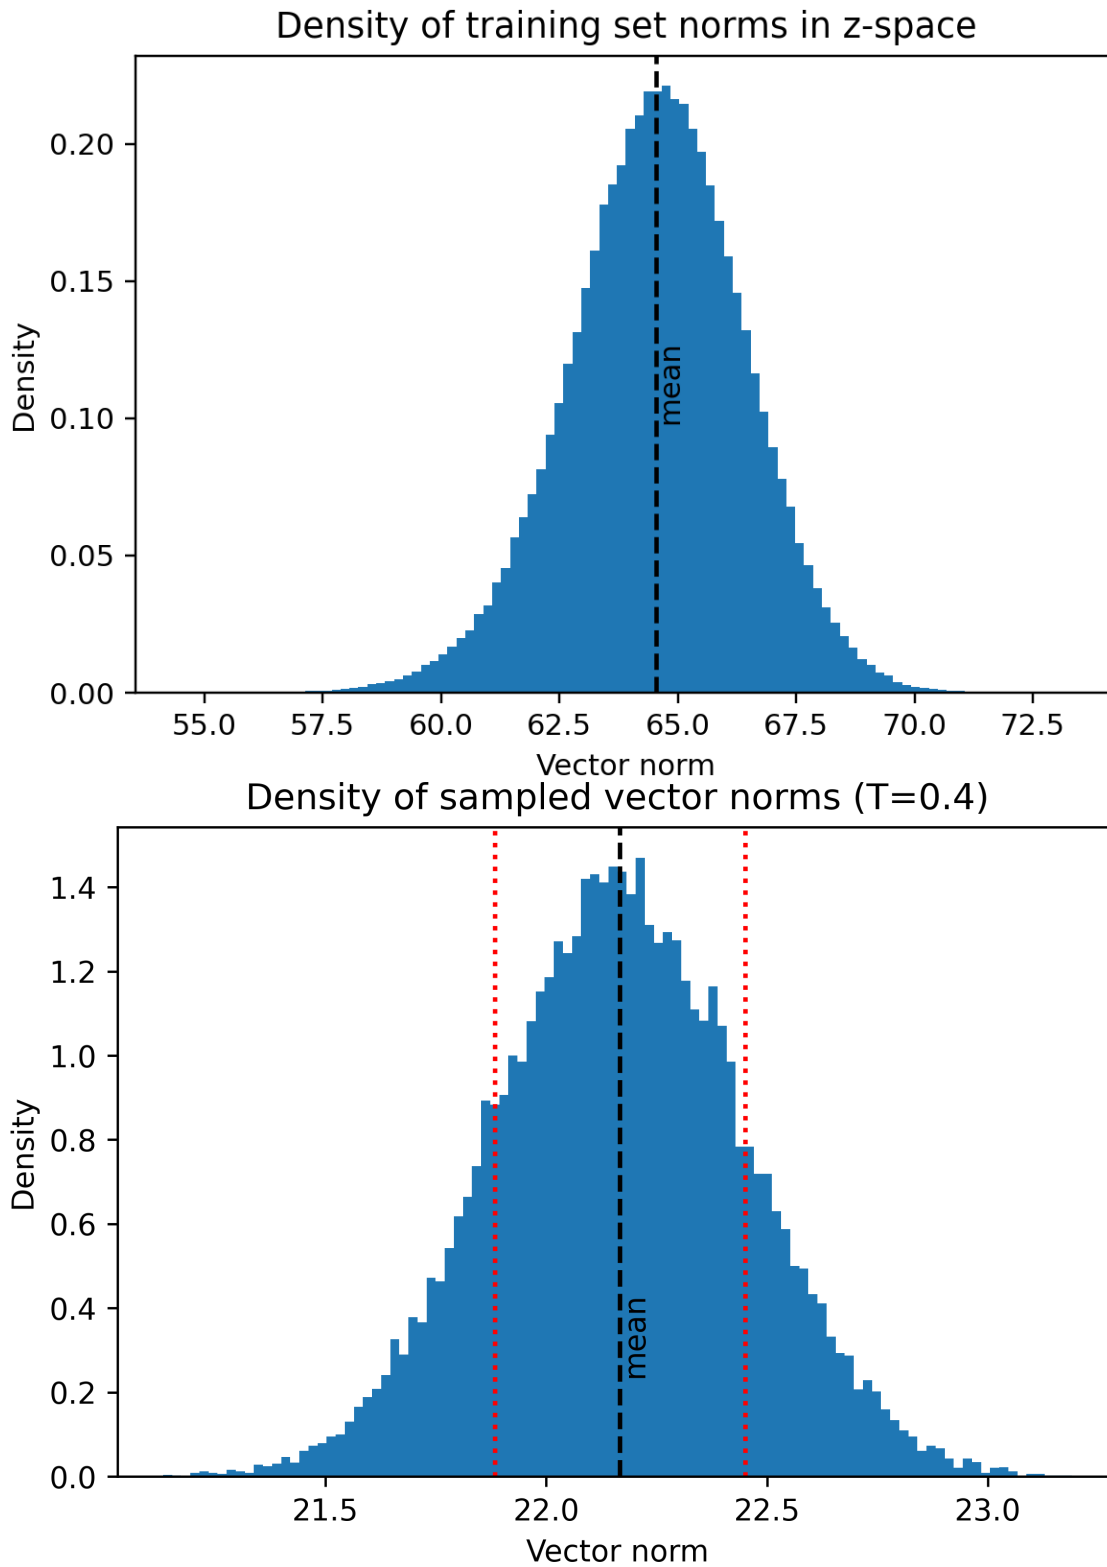 Density of training set norms in z-space
Density
0.20
0.15
0.10
0.05
0.00
mean
55.0 57.5 60.0 62.5 65.0 67.5 70.0 72.5
Vector norm
Density of sampled vector norms (T=0.4)
Density
1.4
1.2
1.0
0.8
0.6
0.4
0.2
0.0
mean
21.5 22.0 22.5 23.0
Vector norm